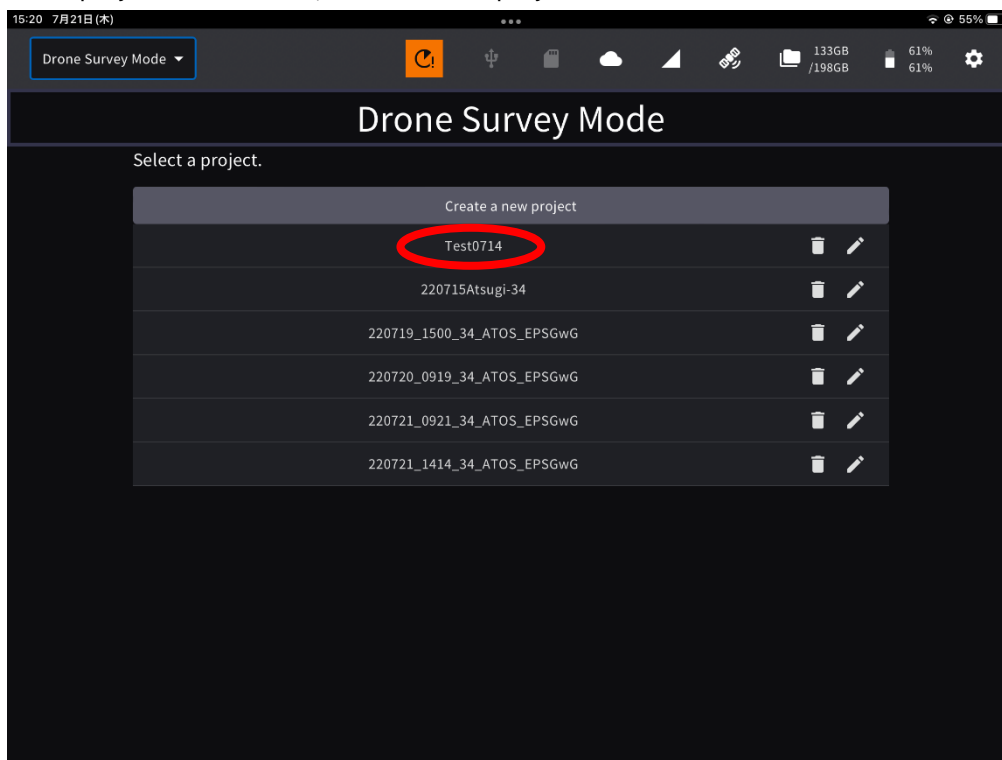 15:20 7月21日(木)
55%
Drone Survey Mode
133GB
/198GB
61%
61%
Drone Survey Mode
Select a project.
Create a new project
Test0714
220715Atsugi-34
220719_1500_34_ATOS_EPSGwG
220720_0919_34_ATOS_EPSGwG
220721_0921_34_ATOS_EPSGwG
220721_1414_34_ATOS_EPSGwG